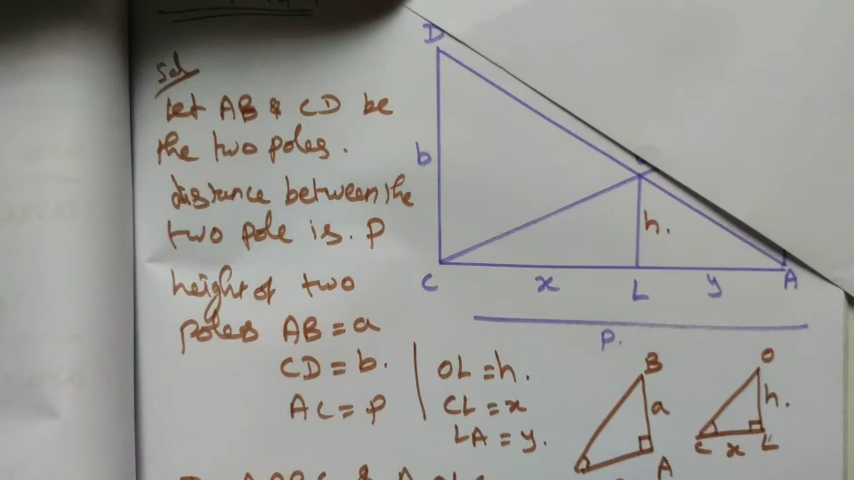 Sol
Let AB & CD be
the two poles.
distance between the
two pole is. P
height of two
poles AB = a
CD = b.
AC = p
OL = h.
CL = x
LA = y.
D
b
h.
C
x
L
y
A
P.
B
a
A
O
h.
C
x
L